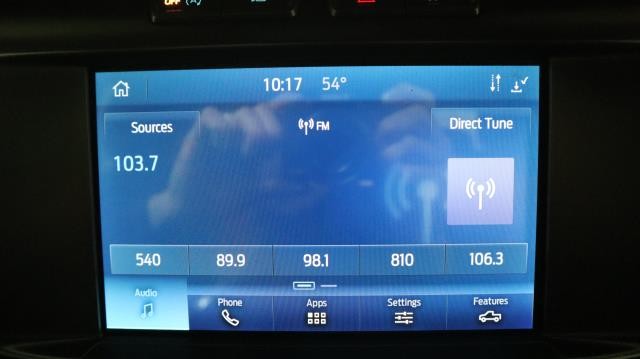 OFF (A)
10:17 54°
Sources FM Direct Tune
103.7
540 89.9 98.1 810 106.3
Audio Phone Apps Settings Features